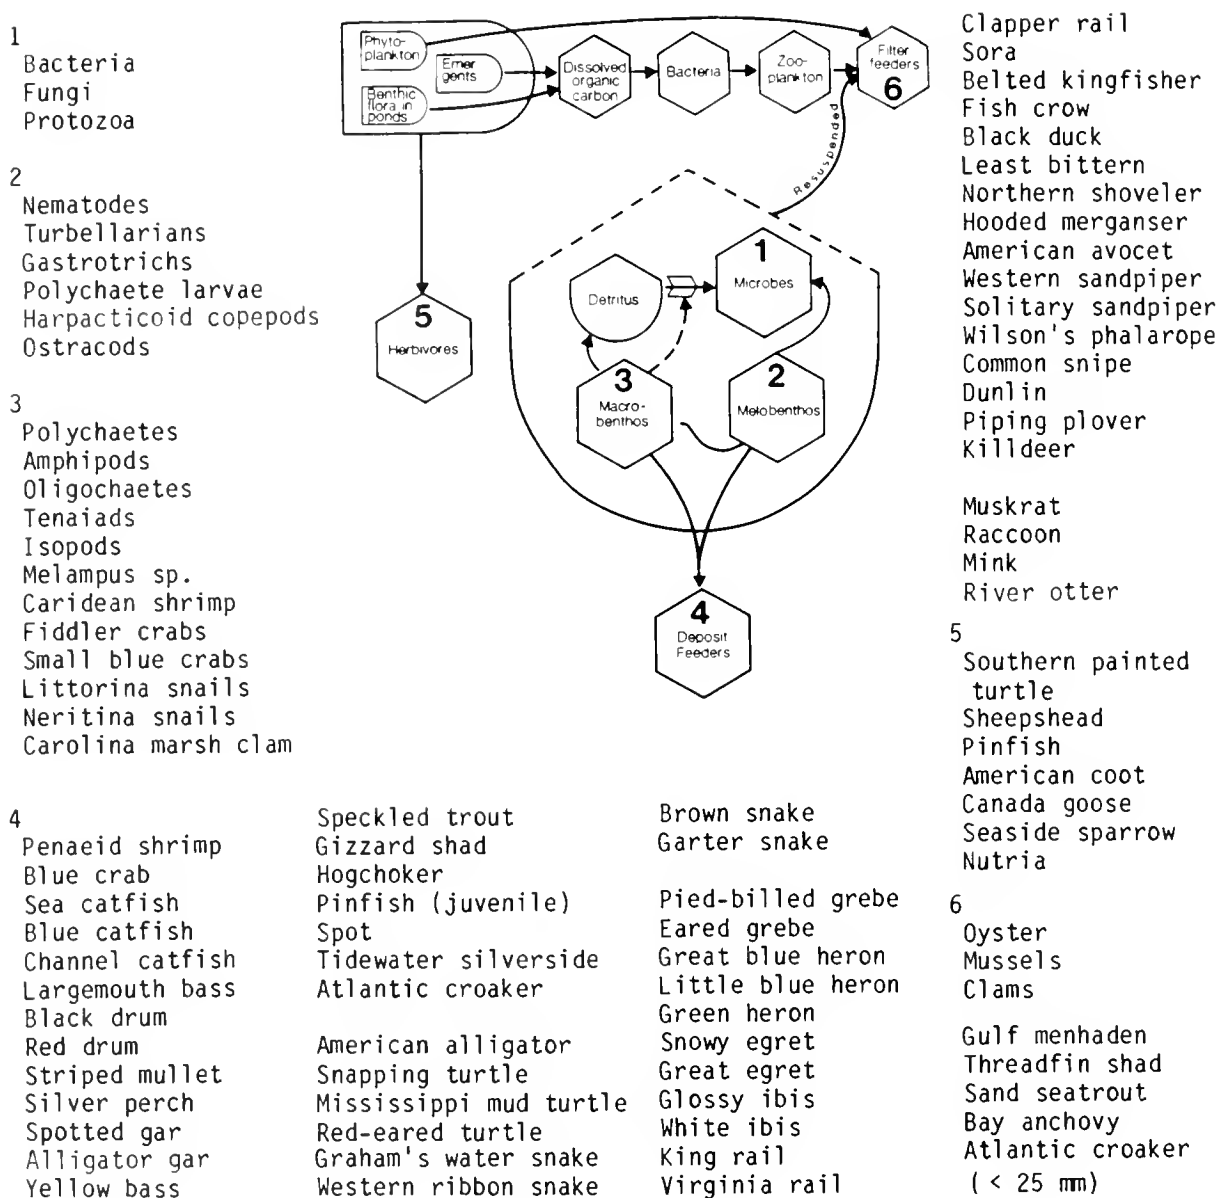 1
Bacteria
Fungi
Protozoa
2
Nematodes
Turbellarians
Gastrotrichs
Polychaete larvae
Harpacticoid copepods
Ostracods
3
Polychaetes
Amphipods
Oligochaetes
Tenaiads
Isopods
Melampus sp.
Caridean shrimp
Fiddler crabs
Small blue crabs
Littorina snails
Neritina snails
Carolina marsh clam
Phyto-
plankton
Emer
gents
Benthic
flora in
ponds
Dissolved
organic
carbon
Bacteria
Zoo-
plankton
Filter
feeders
6
Resuspended
1
Microbes
Detritus
5
Herbivores
3
Macro-
benthos
2
Meiobenthos
4
Deposit
Feeders
4
Penaeid shrimp
Blue crab
Sea catfish
Blue catfish
Channel catfish
Largemouth bass
Black drum
Red drum
Striped mullet
Silver perch
Spotted gar
Alligator gar
Yellow bass
Speckled trout
Gizzard shad
Hogchoker
Pinfish (juvenile)
Spot
Tidewater silverside
Atlantic croaker
American alligator
Snapping turtle
Mississippi mud turtle
Red-eared turtle
Graham's water snake
Western ribbon snake
Brown snake
Garter snake
Pied-billed grebe
Eared grebe
Great blue heron
Little blue heron
Green heron
Snowy egret
Great egret
Glossy ibis
White ibis
King rail
Virginia rail
Clapper rail
Sora
Belted kingfisher
Fish crow
Black duck
Least bittern
Northern shoveler
Hooded merganser
American avocet
Western sandpiper
Solitary sandpiper
Wilson's phalarope
Common snipe
Dunlin
Piping plover
Killdeer
Muskrat
Raccoon
Mink
River otter
5
Southern painted
turtle
Sheepshead
Pinfish
American coot
Canada goose
Seaside sparrow
Nutria
6
Oyster
Mussels
Clams
Gulf menhaden
Threadfin shad
Sand seatrout
Bay anchovy
Atlantic croaker
(< 25 mm)